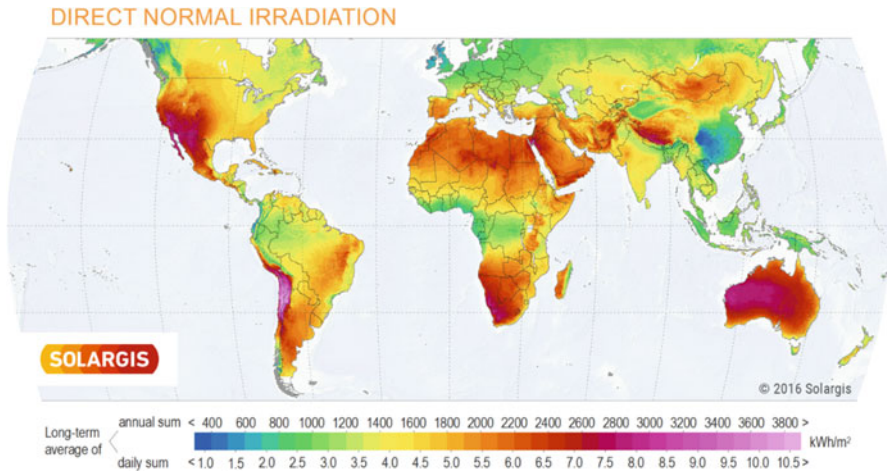 DIRECT NORMAL IRRADIATION
SOLARGIS
© 2016 Solargis
Long-term average of
annual sum < 400 600 800 1000 1200 1400 1600 1800 2000 2200 2400 2600 2800 3000 3200 3400 3600 3800 > kWh/m²
daily sum < 1.0 1.5 2.0 2.5 3.0 3.5 4.0 4.5 5.0 5.5 6.0 6.5 7.0 7.5 8.0 8.5 9.0 9.5 10.0 10.5 >